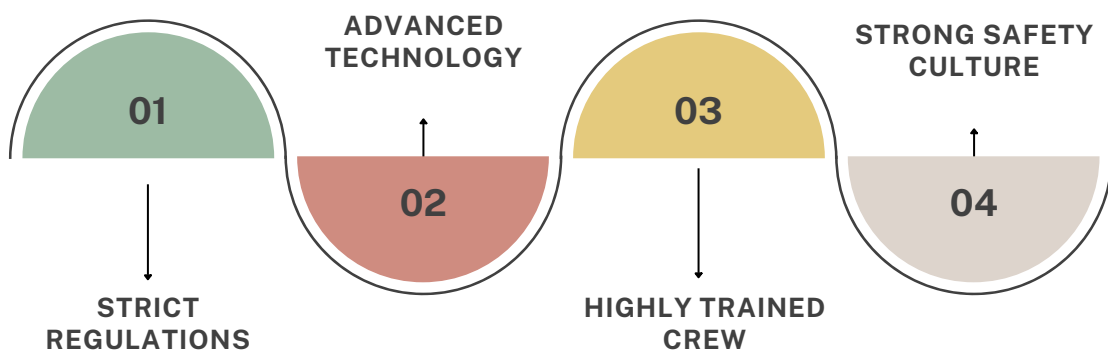 01
STRICT
REGULATIONS
ADVANCED
TECHNOLOGY
02
03
HIGHLY TRAINED
CREW
STRONG SAFETY
CULTURE
04